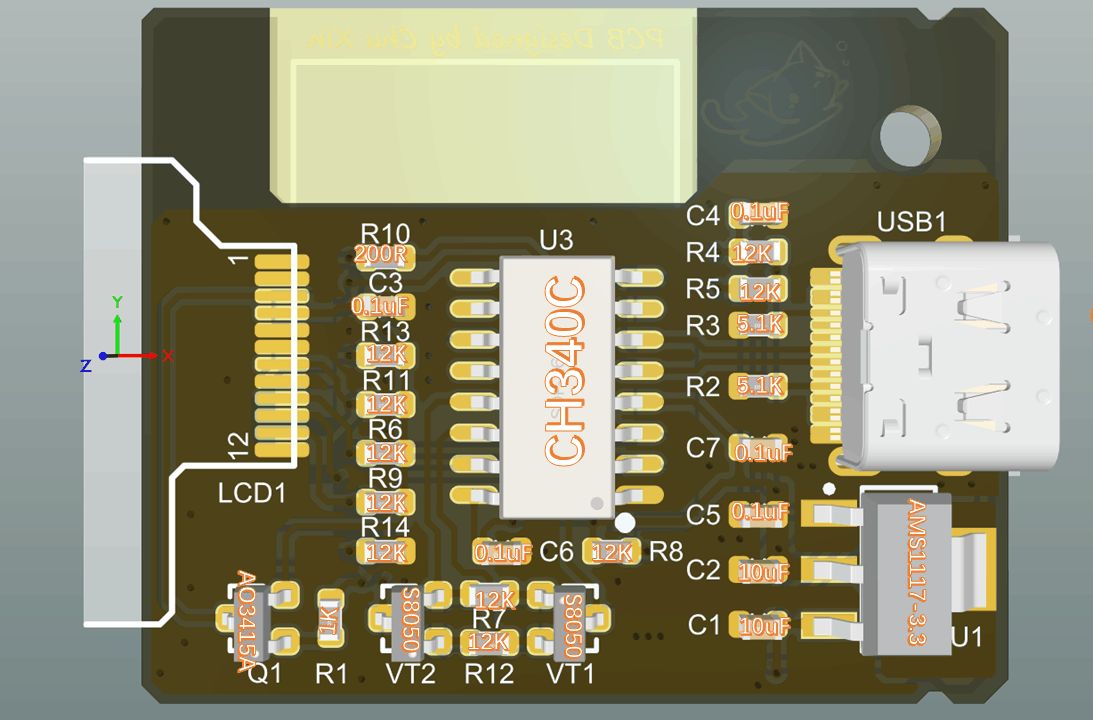 PCB Designed by Chu Xin
R10
200R
C3
0.1uF
R13
12K
R11
12K
R6
12K
R9
12K
R14
12K
1
12
LCD1
U3
CH340C
C4 0.1uF
R4 12K
R5 12K
R3 5.1K
R2 5.1K
C7 0.1uF
C5 0.1uF
C2 10uF
C1 10uF
USB1
AMS1117-3.3
U1
0.1uF C6
12K R8
AO3415A
Q1
R1
S8050
VT2
12K
R7
12K
R12
S8050
VT1
Y
X
Z